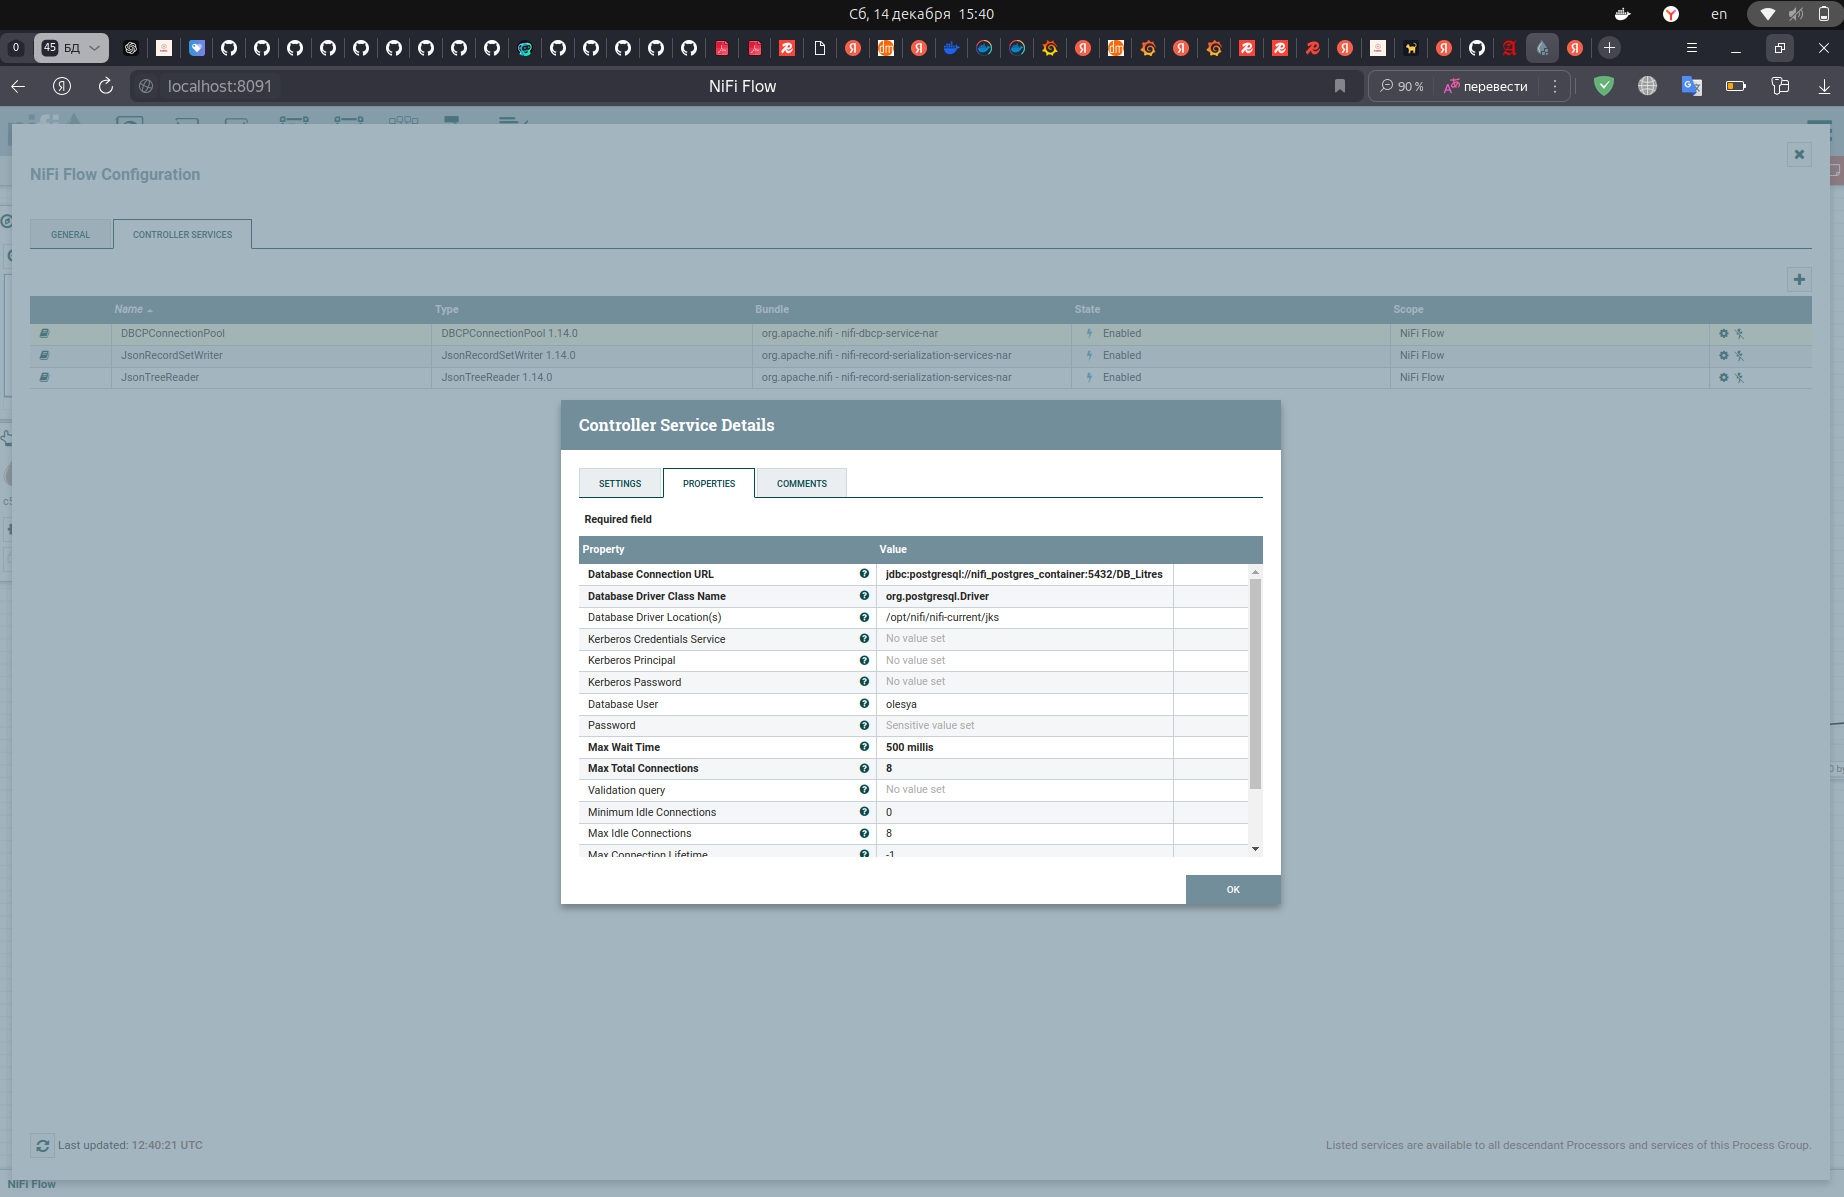 Сб, 14 декабря 15:40
en
0
45 БД
localhost:8091
NiFi Flow
90 %
перевести
NiFi Flow Configuration
GENERAL
CONTROLLER SERVICES
Name Type Bundle State Scope
DBCPConnectionPool DBCPConnectionPool 1.14.0 org.apache.nifi - nifi-dbcp-service-nar Enabled NiFi Flow
JsonRecordSetWriter JsonRecordSetWriter 1.14.0 org.apache.nifi - nifi-record-serialization-services-nar Enabled NiFi Flow
JsonTreeReader JsonTreeReader 1.14.0 org.apache.nifi - nifi-record-serialization-services-nar Enabled NiFi Flow
Controller Service Details
SETTINGS
PROPERTIES
COMMENTS
Required field
Property Value
Database Connection URL jdbc:postgresql://nifi_postgres_container:5432/DB_Litres
Database Driver Class Name org.postgresql.Driver
Database Driver Location(s) /opt/nifi/nifi-current/jks
Kerberos Credentials Service No value set
Kerberos Principal No value set
Kerberos Password No value set
Database User olesya
Password Sensitive value set
Max Wait Time 500 millis
Max Total Connections 8
Validation query No value set
Minimum Idle Connections 0
Max Idle Connections 8
Max Connection Lifetime -1
OK
Last updated: 12:40:21 UTC
Listed services are available to all descendant Processors and services of this Process Group.
NiFi Flow